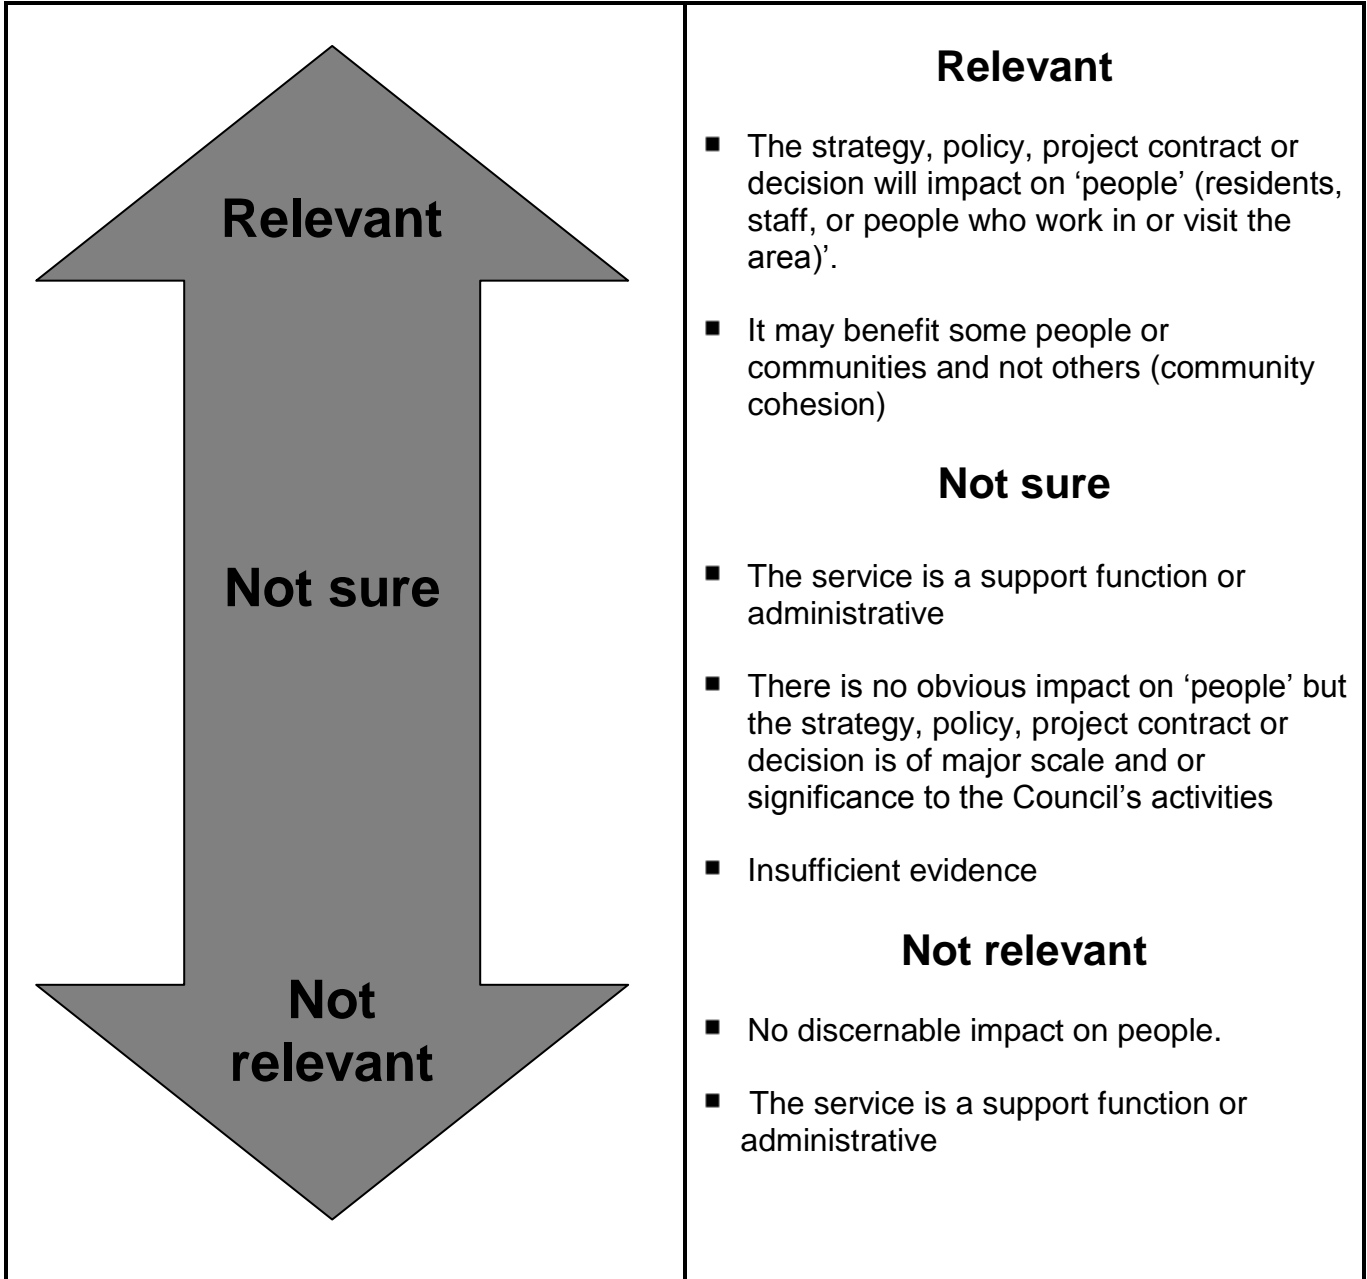 Relevant
Not sure
Not
relevant
Relevant
■ The strategy, policy, project contract or
decision will impact on ‘people’ (residents,
staff, or people who work in or visit the
area)’.
■ It may benefit some people or
communities and not others (community
cohesion)
Not sure
■ The service is a support function or
administrative
■ There is no obvious impact on ‘people’ but
the strategy, policy, project contract or
decision is of major scale and or
significance to the Council’s activities
■ Insufficient evidence
Not relevant
■ No discernable impact on people.
■ The service is a support function or
administrative